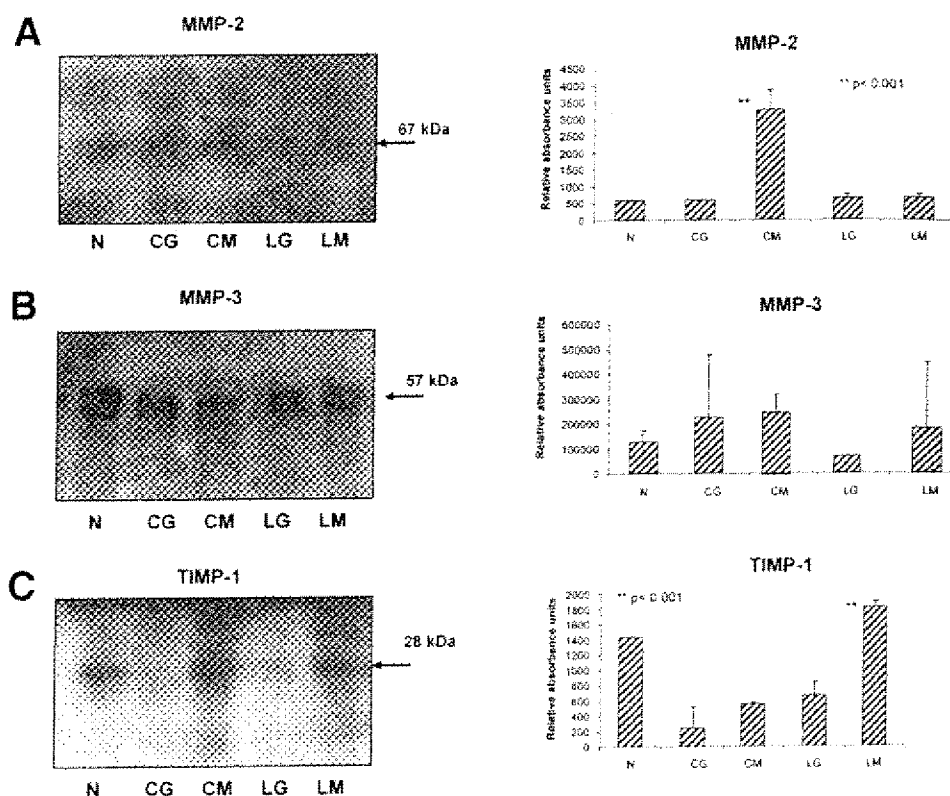 A
MMP-2
67 kDa
N CG CM LG LM
MMP-2
Relative absorbance units
4500
4000
3500
3000
2500
2000
1500
1000
500
0
**
** p< 0.001
N CG CM LG LM
B
MMP-3
57 kDa
N CG CM LG LM
MMP-3
Relative absorbance units
600000
500000
400000
300000
200000
100000
0
N CG CM LG LM
C
TIMP-1
28 kDa
N CG CM LG LM
TIMP-1
Relative absorbance units
2000
1800
1600
1400
1200
1000
800
600
400
200
0
** p< 0.001
**
N CG CM LG LM